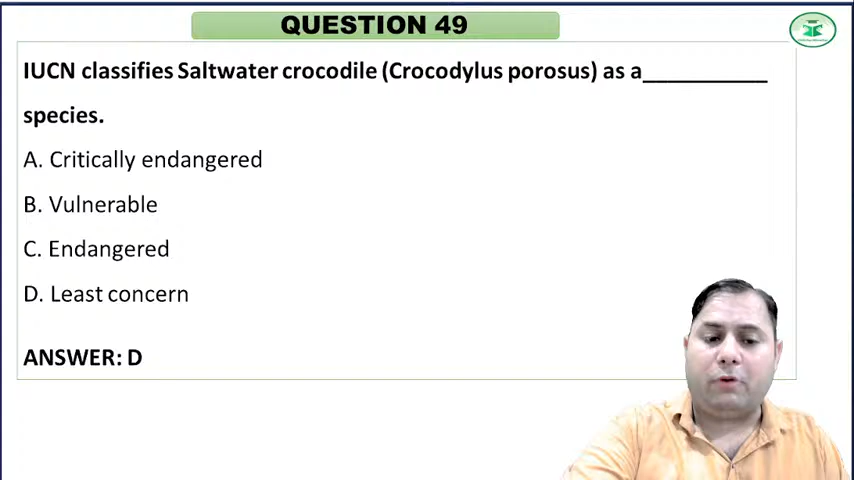 QUESTION 49
IUCN classifies Saltwater crocodile (Crocodylus porosus) as a___________
species.
A. Critically endangered
B. Vulnerable
C. Endangered
D. Least concern
ANSWER: D